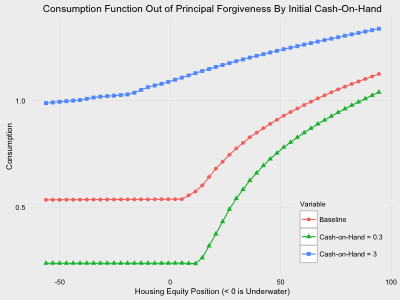 Consumption Function Out of Principal Forgiveness By Initial Cash-On-Hand
Consumption
1.0
0.5
Variable
Baseline
Cash-on-Hand = 0.3
Cash-on-Hand = 3
-50
0
50
100
Housing Equity Position (< 0 is Underwater)